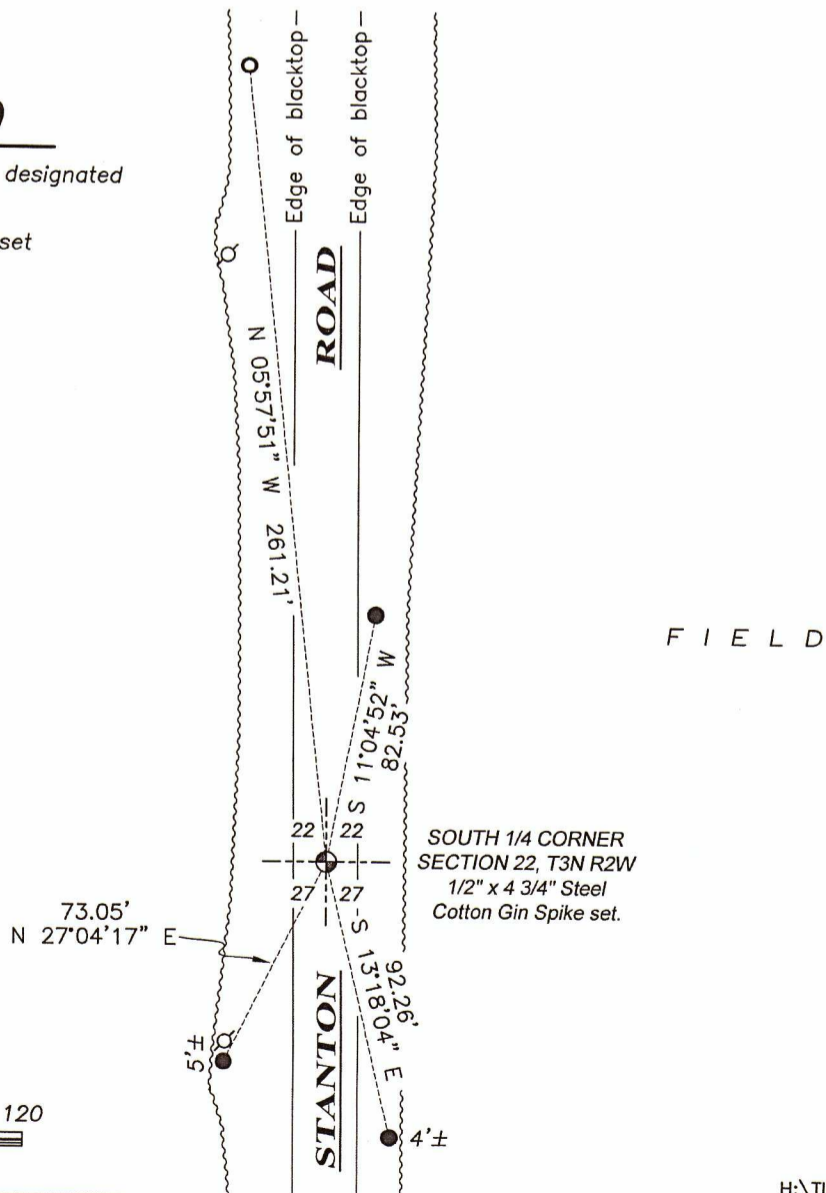 designated
set
Edge of blacktop
Edge of blacktop
ROAD
N 05°57'51" W 261.21'
FIELD
S 11°04'52" W
82.53'
22 22
27 27
SOUTH 1/4 CORNER
SECTION 22, T3N R2W
1/2" x 4 3/4" Steel
Cotton Gin Spike set.
73.05'
N 27°04'17" E
92.26'
S 13°18'04" E
STANTON
5'±
4'±
120